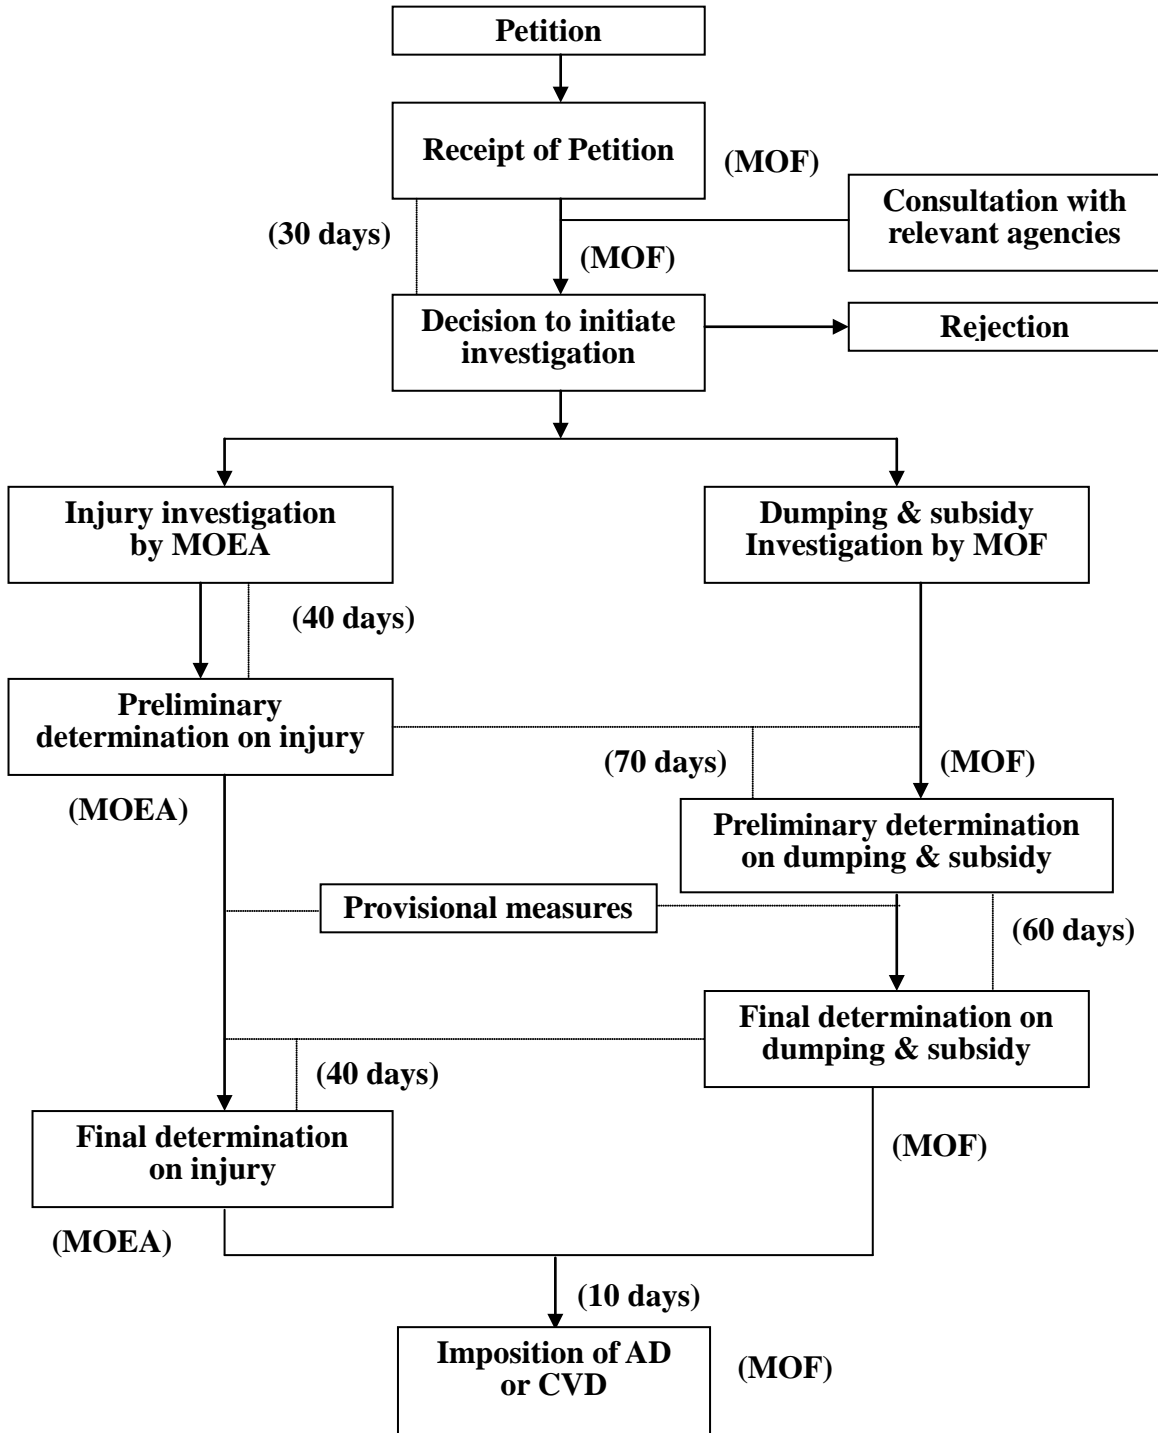 Petition
Receipt of Petition
(MOF)
Consultation with
relevant agencies
(30 days)
(MOF)
Decision to initiate
investigation
Rejection
Injury investigation
by MOEA
Dumping & subsidy
Investigation by MOF
(40 days)
Preliminary
determination on injury
(70 days)
(MOF)
(MOEA)
Preliminary determination
on dumping & subsidy
Provisional measures
(60 days)
Final determination on
dumping & subsidy
(40 days)
Final determination
on injury
(MOF)
(MOEA)
(10 days)
Imposition of AD
or CVD
(MOF)